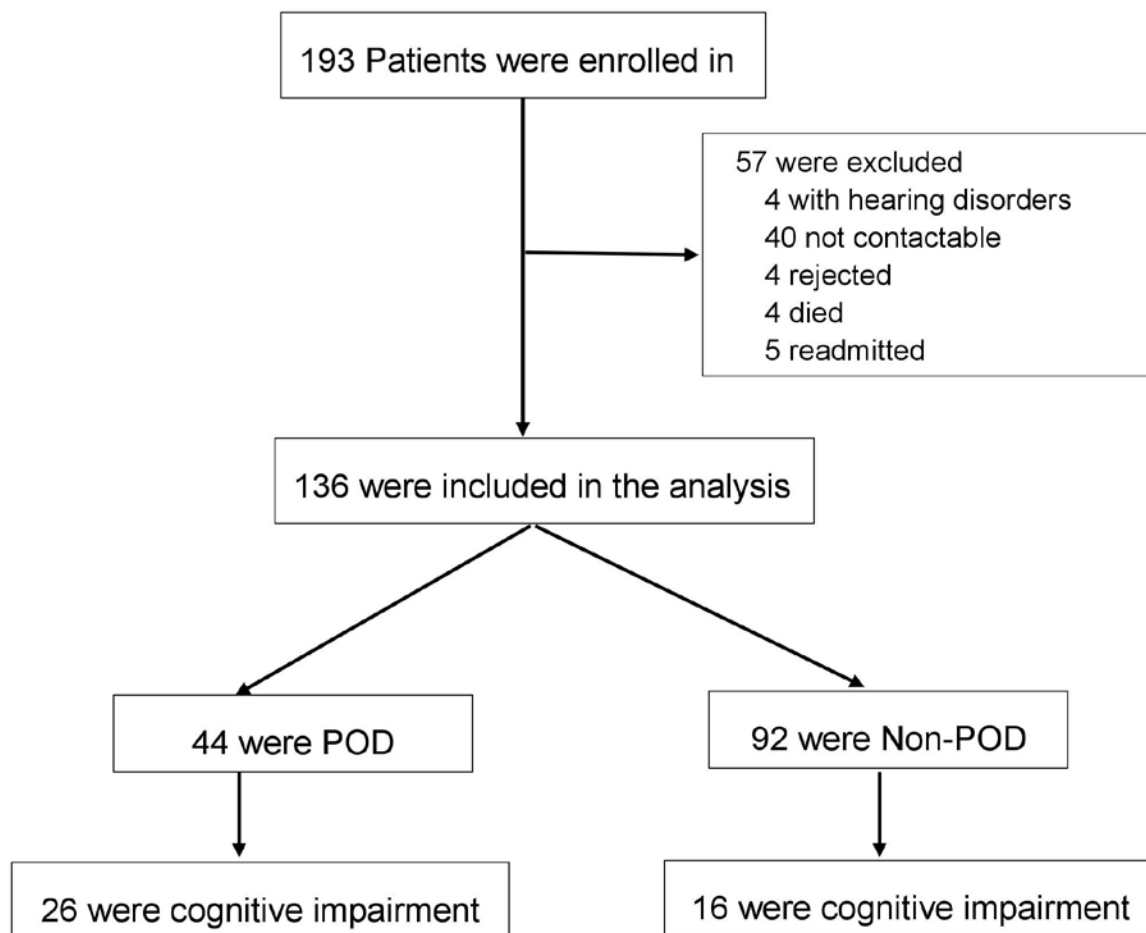 193 Patients were enrolled in
57 were excluded
4 with hearing disorders
40 not contactable
4 rejected
4 died
5 readmitted
136 were included in the analysis
44 were POD
92 were Non-POD
26 were cognitive impairment
16 were cognitive impairment